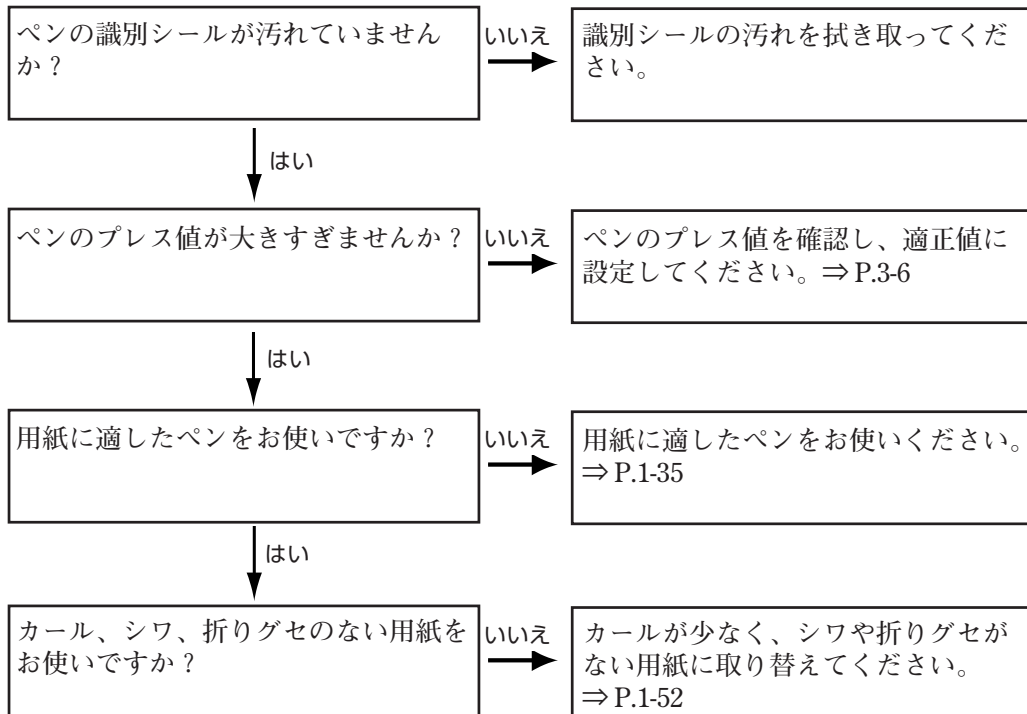 ペンの識別シールが汚れていません
か？
いいえ
識別シールの汚れを拭き取ってくだ
さい。
はい
ペンのプレス値が大きすぎませんか？
いいえ
ペンのプレス値を確認し、適正値に
設定してください。⇒ P.3-6
はい
用紙に適したペンをお使いですか？
いいえ
用紙に適したペンをお使いください。
⇒ P.1-35
はい
カール、シワ、折りグセのない用紙を
お使いですか？
いいえ
カールが少なく、シワや折りグセが
ない用紙に取り替えてください。
⇒ P.1-52